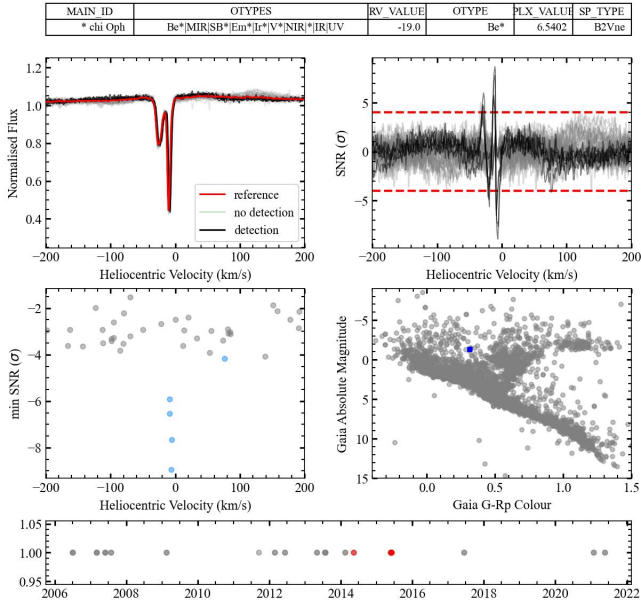 MAIN_ID OTYPES RV_VALUE OTYPE PLX_VALUE SP_TYPE
* chi Oph Be*|MIR|SB*|Em*|Ir*|V*|NIR|*|IR|UV -19.0 Be* 6.5402 B2Vne
1.2
1.0
0.8
0.6
0.4
Normalised Flux
reference
no detection
detection
−200 −100 0 100 200
Heliocentric Velocity (km/s)
5
0
−5
SNR (σ)
−200 −100 0 100 200
Heliocentric Velocity (km/s)
−2
−4
−6
−8
min SNR (σ)
−200 −100 0 100 200
Heliocentric Velocity (km/s)
−5
0
5
10
15
Gaia Absolute Magnitude
0.0 0.5 1.0 1.5
Gaia G-Rp Colour
1.05
1.00
0.95
2006 2008 2010 2012 2014 2016 2018 2020 2022